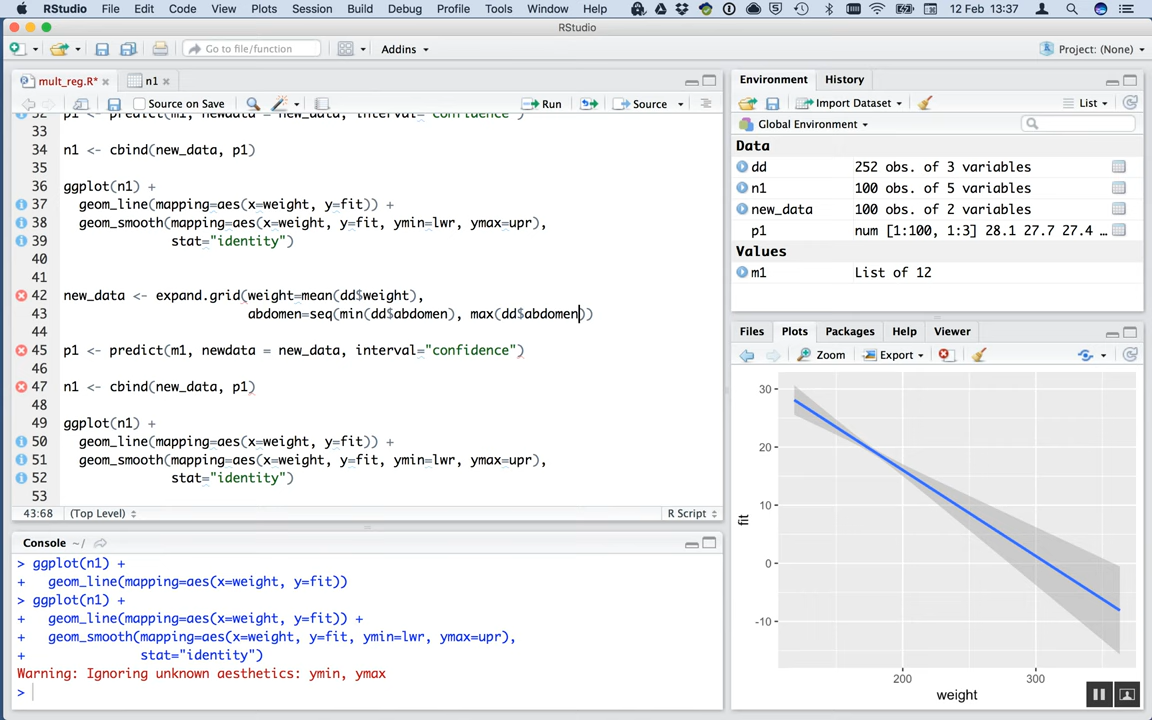 RStudio File Edit Code View Plots Session Build Debug Profile Tools Window Help 12 Feb 13:37
RStudio
Go to file/function Addins Project: (None)
mult_reg.R* n1
Source on Save Run Source
32 p1 <- predict(m1, newdata = new_data, interval="confidence")
33
34 n1 <- cbind(new_data, p1)
35
36 ggplot(n1) +
37 geom_line(mapping=aes(x=weight, y=fit)) +
38 geom_smooth(mapping=aes(x=weight, y=fit, ymin=lwr, ymax=upr),
39 stat="identity")
40
41
42 new_data <- expand.grid(weight=mean(dd$weight),
43 abdomen=seq(min(dd$abdomen), max(dd$abdomen))
44
45 p1 <- predict(m1, newdata = new_data, interval="confidence")
46
47 n1 <- cbind(new_data, p1)
48
49 ggplot(n1) +
50 geom_line(mapping=aes(x=weight, y=fit)) +
51 geom_smooth(mapping=aes(x=weight, y=fit, ymin=lwr, ymax=upr),
52 stat="identity")
53
43:68 (Top Level) R Script
Console ~/
> ggplot(n1) +
+ geom_line(mapping=aes(x=weight, y=fit))
> ggplot(n1) +
+ geom_line(mapping=aes(x=weight, y=fit)) +
+ geom_smooth(mapping=aes(x=weight, y=fit, ymin=lwr, ymax=upr),
+ stat="identity")
Warning: Ignoring unknown aesthetics: ymin, ymax
>
Environment History
Import Dataset List
Global Environment
Data
dd 252 obs. of 3 variables
n1 100 obs. of 5 variables
new_data 100 obs. of 2 variables
p1 num [1:100, 1:3] 28.1 27.7 27.4 …
Values
m1 List of 12
Files Plots Packages Help Viewer
Zoom Export
30
20
10
0
-10
fit
200 300
weight